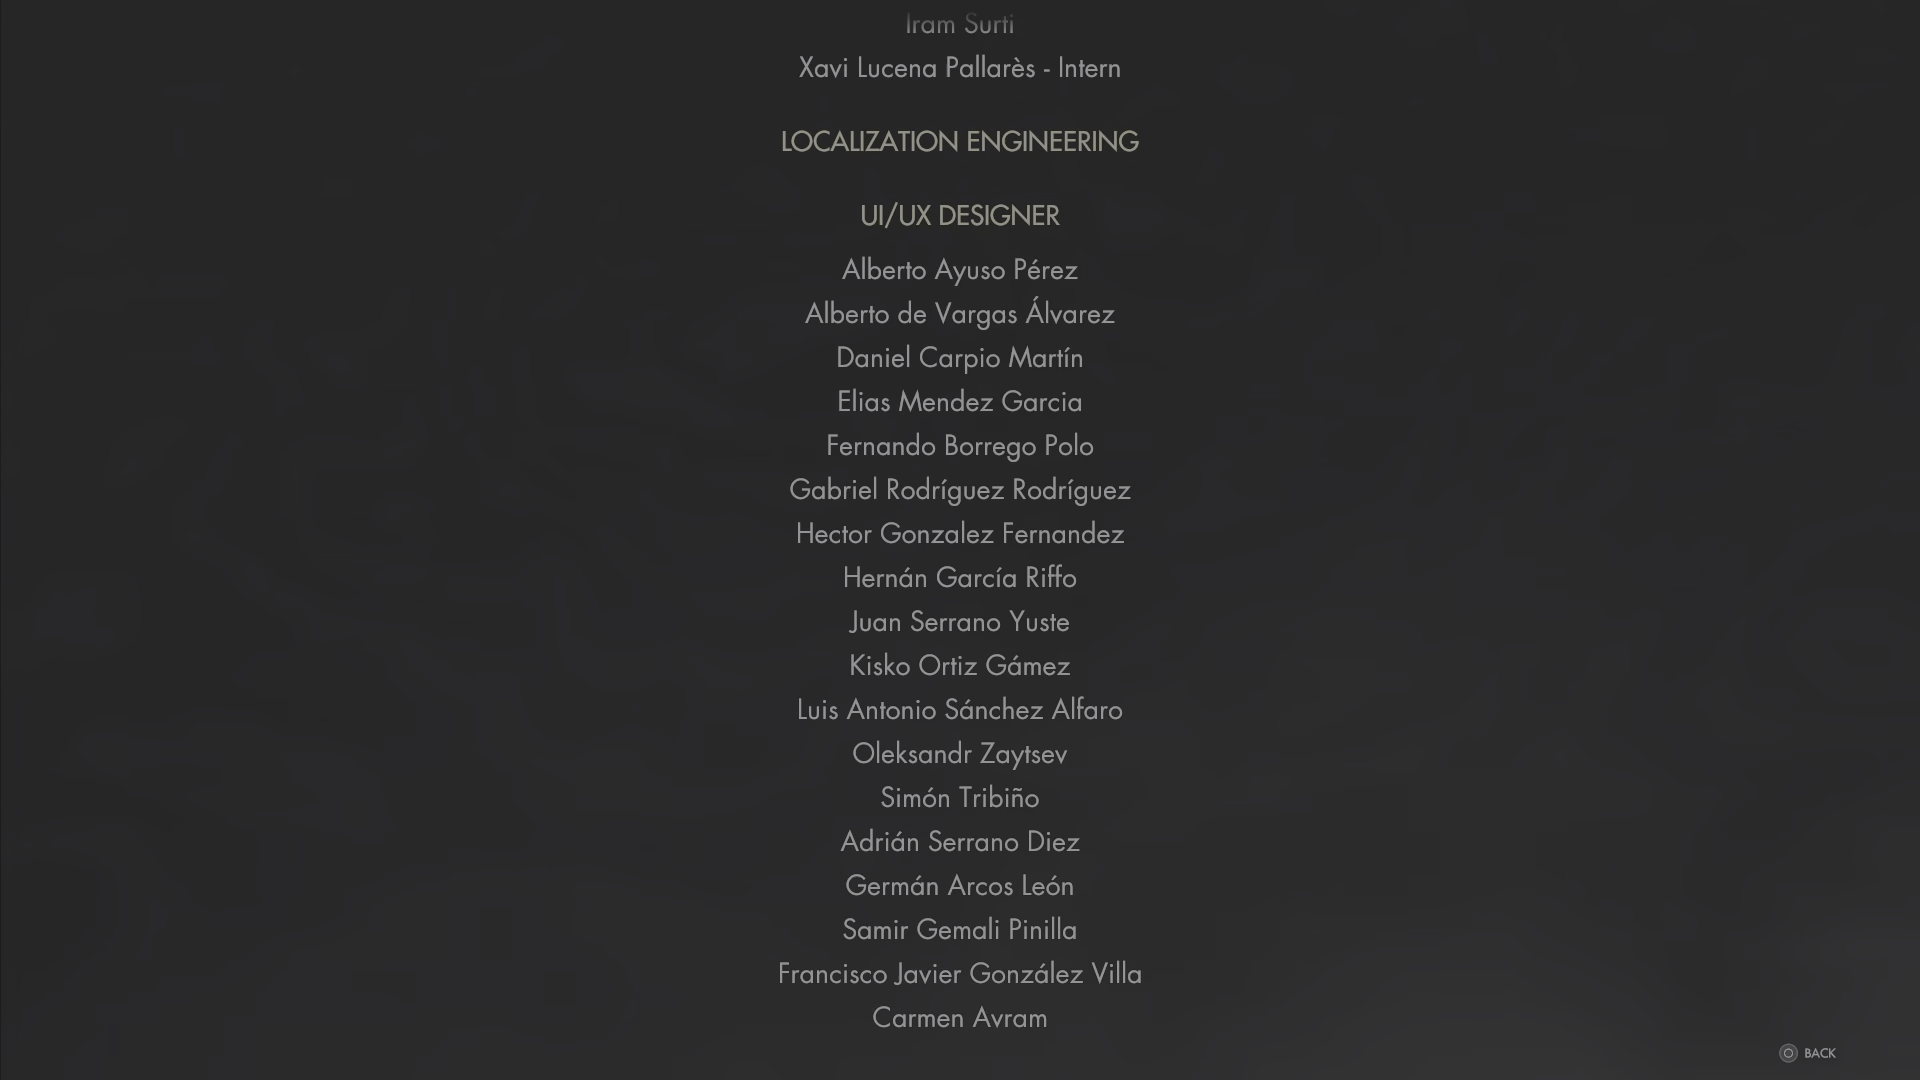 Iram Surti
Xavi Lucena Pallarès - Intern
LOCALIZATION ENGINEERING
UI/UX DESIGNER
Alberto Ayuso Pérez
Alberto de Vargas Álvarez
Daniel Carpio Martín
Elias Mendez Garcia
Fernando Borrego Polo
Gabriel Rodríguez Rodríguez
Hector Gonzalez Fernandez
Hernán García Riffo
Juan Serrano Yuste
Kisko Ortiz Gámez
Luis Antonio Sánchez Alfaro
Oleksandr Zaytsev
Simón Tribiño
Adrián Serrano Diez
Germán Arcos León
Samir Gemali Pinilla
Francisco Javier González Villa
Carmen Avram
BACK